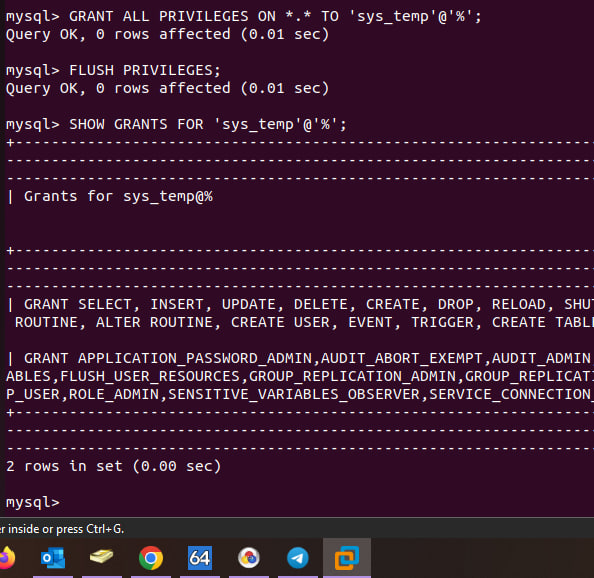 mysql> GRANT ALL PRIVILEGES ON *.* TO 'sys_temp'@'%';
Query OK, 0 rows affected (0.01 sec)
mysql> FLUSH PRIVILEGES;
Query OK, 0 rows affected (0.01 sec)
mysql> SHOW GRANTS FOR 'sys_temp'@'%';
+-----------------------------------------------------------------
------------------------------------------------------------------
------------------------------------------------------------------
| Grants for sys_temp@%
+-----------------------------------------------------------------
------------------------------------------------------------------
------------------------------------------------------------------
| GRANT SELECT, INSERT, UPDATE, DELETE, CREATE, DROP, RELOAD, SHU
ROUTINE, ALTER ROUTINE, CREATE USER, EVENT, TRIGGER, CREATE TABL
| GRANT APPLICATION_PASSWORD_ADMIN,AUDIT_ABORT_EXEMPT,AUDIT_ADMIN
ABLES,FLUSH_USER_RESOURCES,GROUP_REPLICATION_ADMIN,GROUP_REPLICATI
P_USER,ROLE_ADMIN,SENSITIVE_VARIABLES_OBSERVER,SERVICE_CONNECTION_
+-----------------------------------------------------------------
------------------------------------------------------------------
------------------------------------------------------------------
2 rows in set (0.00 sec)
mysql>
r inside or press Ctrl+G.
64